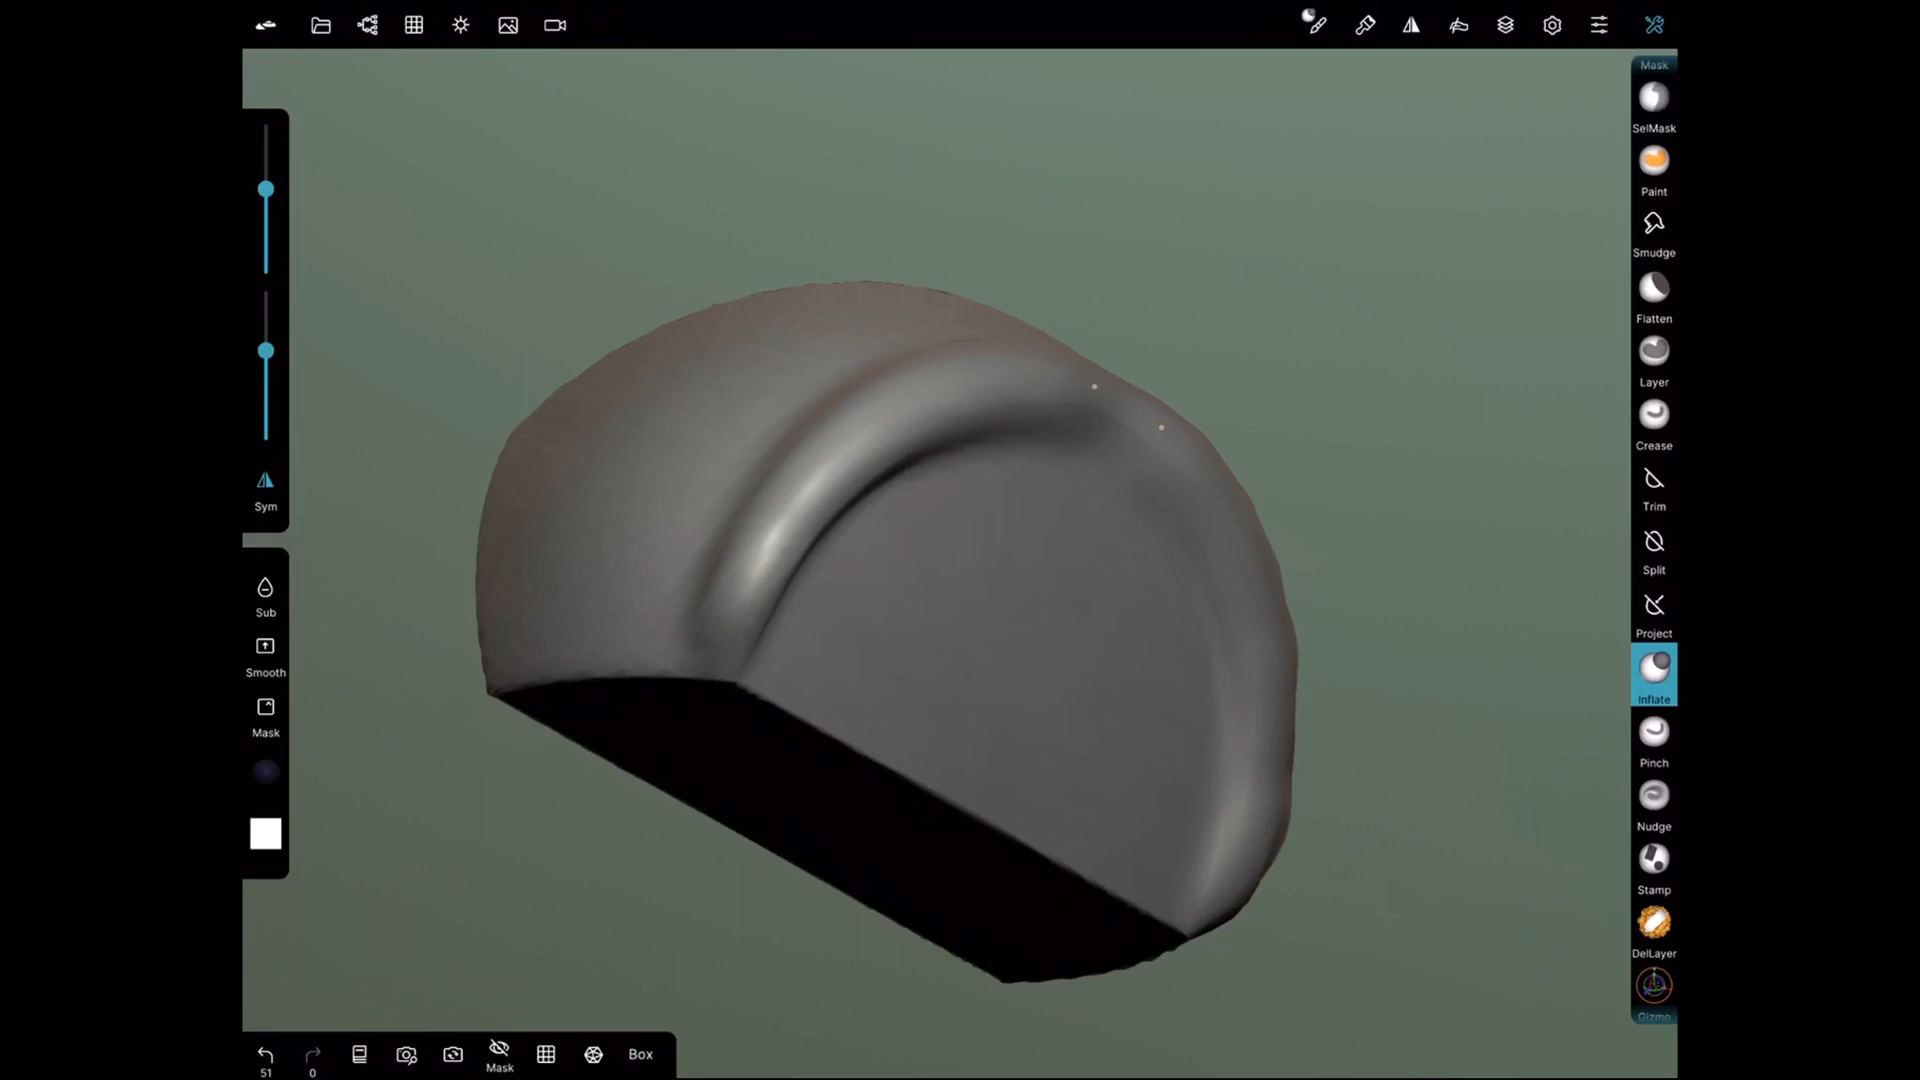 Mask
SelMask
Paint
Smudge
Flatten
Layer
Crease
Trim
Split
Project
Inflate
Pinch
Nudge
Stamp
DelLayer
Gizmo
Sym
Sub
Smooth
Mask
51
0
Mask
Box